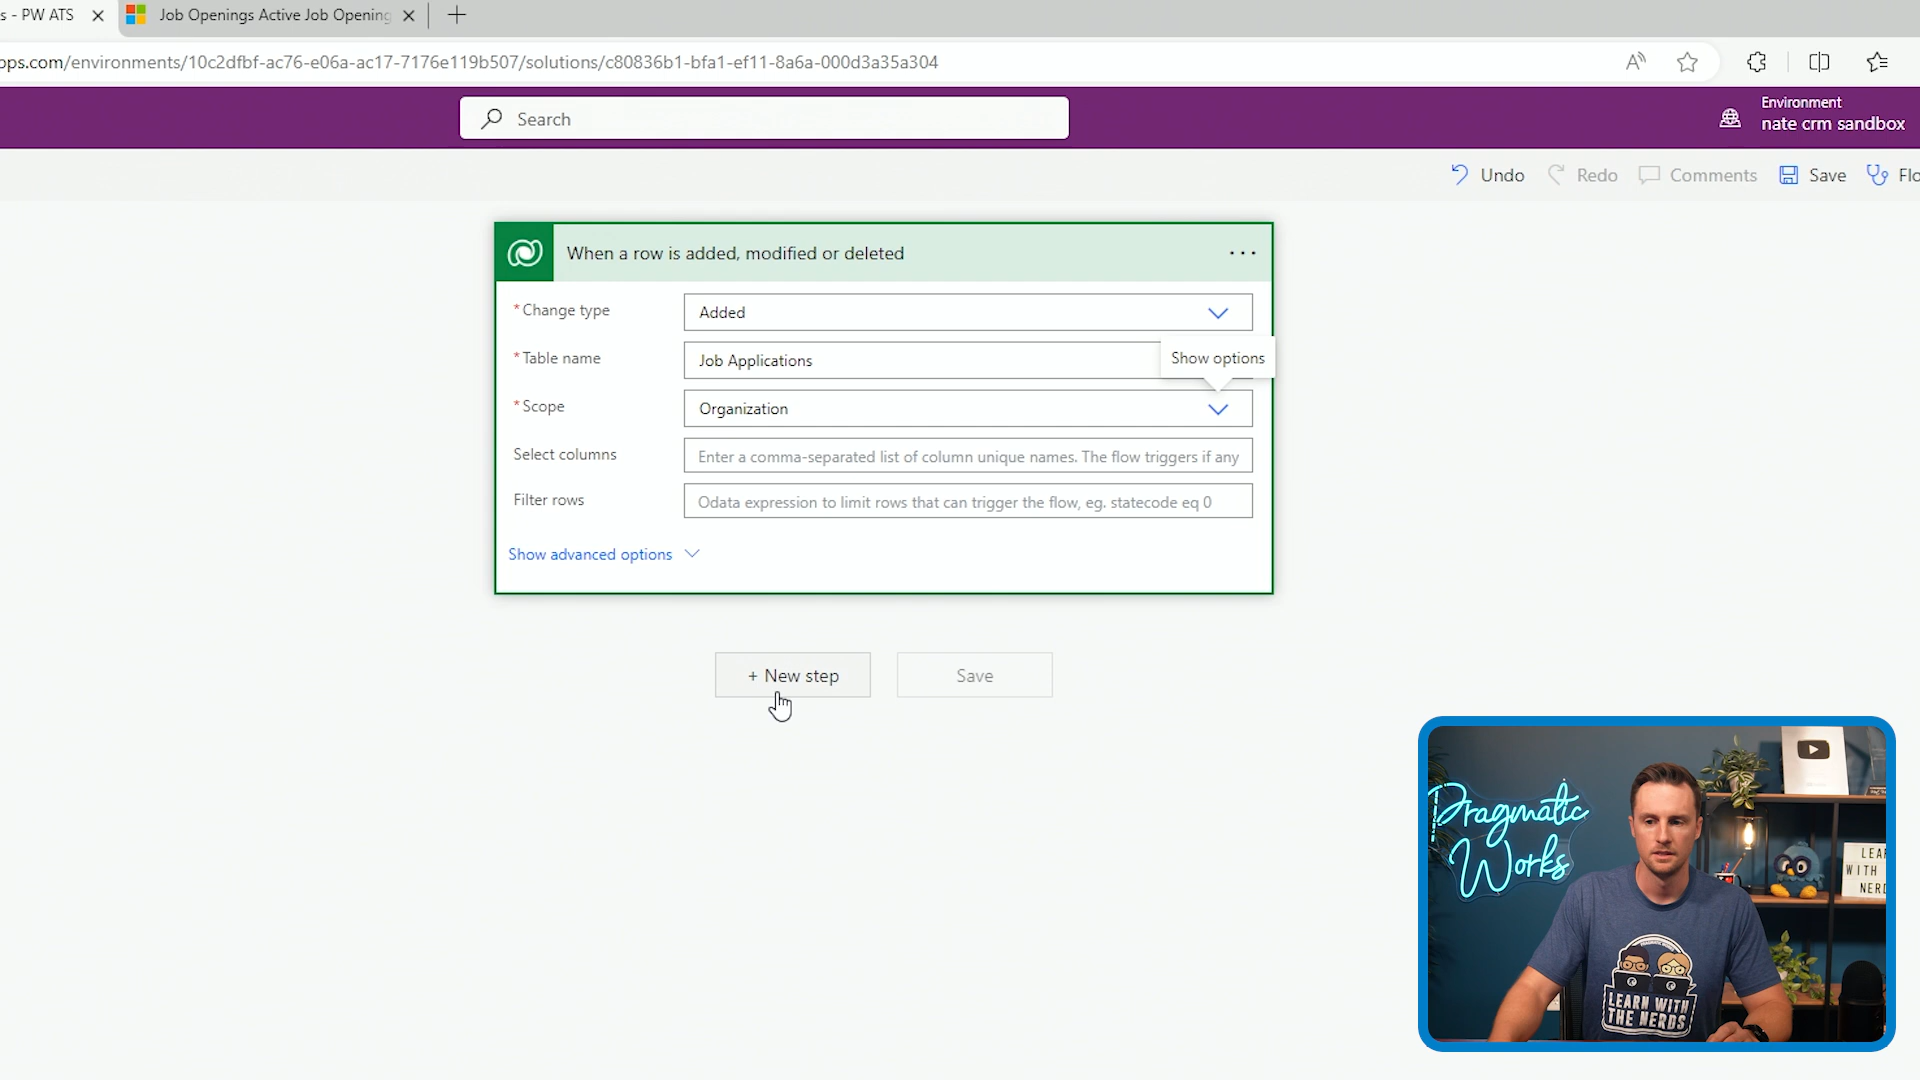 s - PW ATS
Job Openings Active Job Opening
ops.com/environments/10c2dfbf-ac76-e06a-ac17-7176e119b507/solutions/c80836b1-bfa1-ef11-8a6a-000d3a35a304
Search
Environment
nate crm sandbox
Undo
Redo
Comments
Save
Flo
When a row is added, modified or deleted
* Change type
Added
* Table name
Job Applications
Show options
* Scope
Organization
Select columns
Enter a comma-separated list of column unique names. The flow triggers if any
Filter rows
Odata expression to limit rows that can trigger the flow, eg. statecode eq 0
Show advanced options
+ New step
Save
Pragmatic
Works
LEAR
WITH
NERD
LEARN WITH
THE NERDS